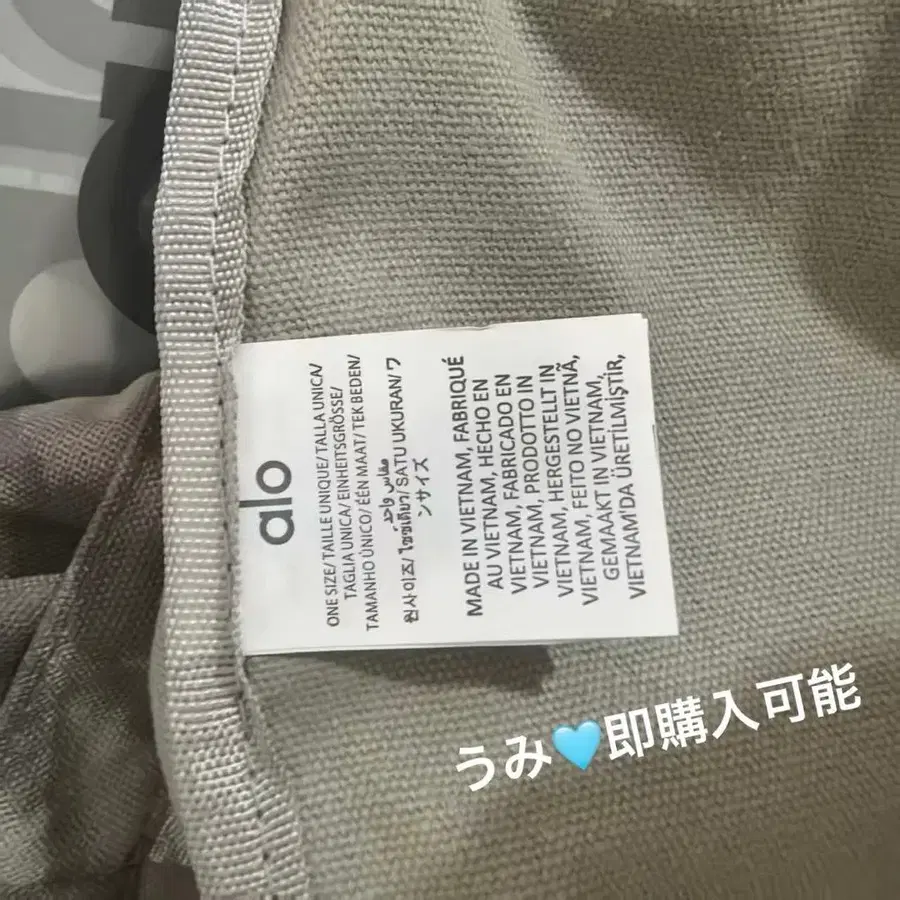 alo
ONE SIZE/ TAILLE UNIQUE/ TALLA UNICA/
TAGLIA UNICA/ EINHEITSGRÖSSE/
TAMANHO ÚNICO/ ÉÉN MAAT/ TEK BEDEN/
مقاس واحد
원사이즈/ ไซซ์เดียว/ SATU UKURAN/ ワ
ンサイズ
MADE IN VIETNAM, FABRIQUÉ
AU VIETNAM, HECHO EN
VIETNAM, FABRICADO EN
VIETNAM, PRODOTTO IN
VIETNAM, HERGESTELLT IN
VIETNAM, FEITO NO VIETNÃ,
GEMAAKT IN VIETNAM,
VIETNAM'DA ÜRETİLMİŞTİR,
うみ🩵即購入可能